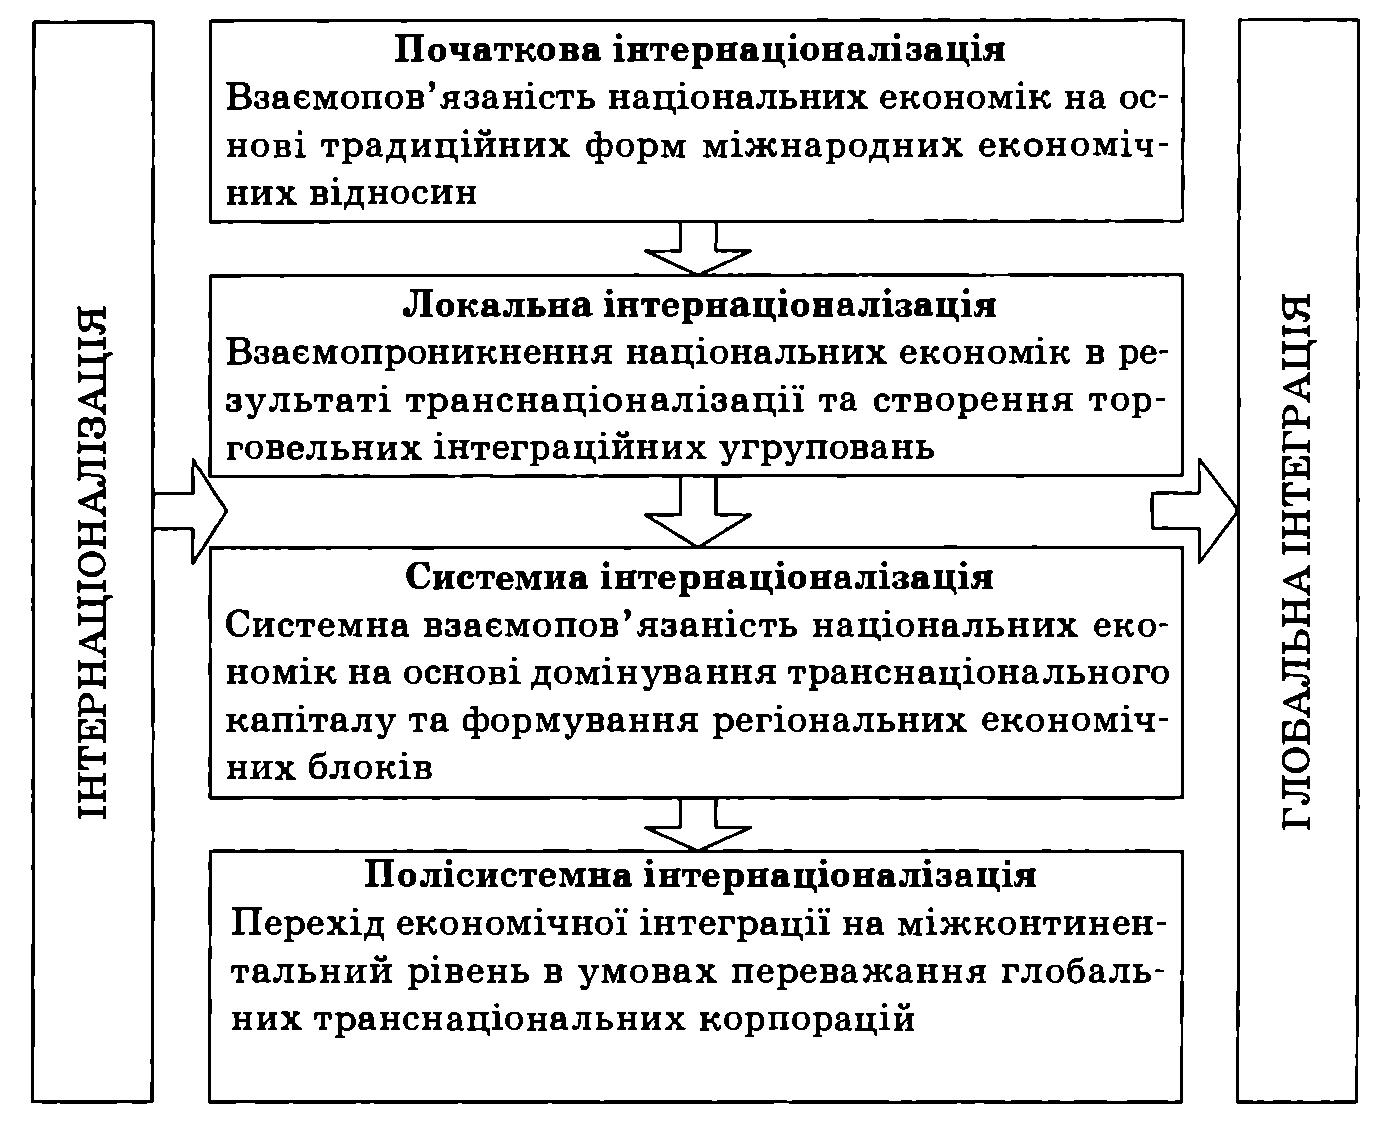 ІНТЕРНАЦІОНАЛІЗАЦІЯ
Початкова інтернаціоналізація
Взаємопов’язаність національних економік на ос-
нові традиційних форм міжнародних економіч-
них відносин
Локальна інтернаціоналізація
Взаємопроникнення національних економік в ре-
зультаті транснаціоналізації та створення тор-
говельних інтеграційних угруповань
Системна інтернаціоналізація
Системна взаємопов’язаність національних еко-
номік на основі домінування транснаціонального
капіталу та формування регіональних економіч-
них блоків
Полісистемна інтернаціоналізація
Перехід економічної інтеграції на міжконтинен-
тальний рівень в умовах переважання глобаль-
них транснаціональних корпорацій
ГЛОБАЛЬНА ІНТЕГРАЦІЯ